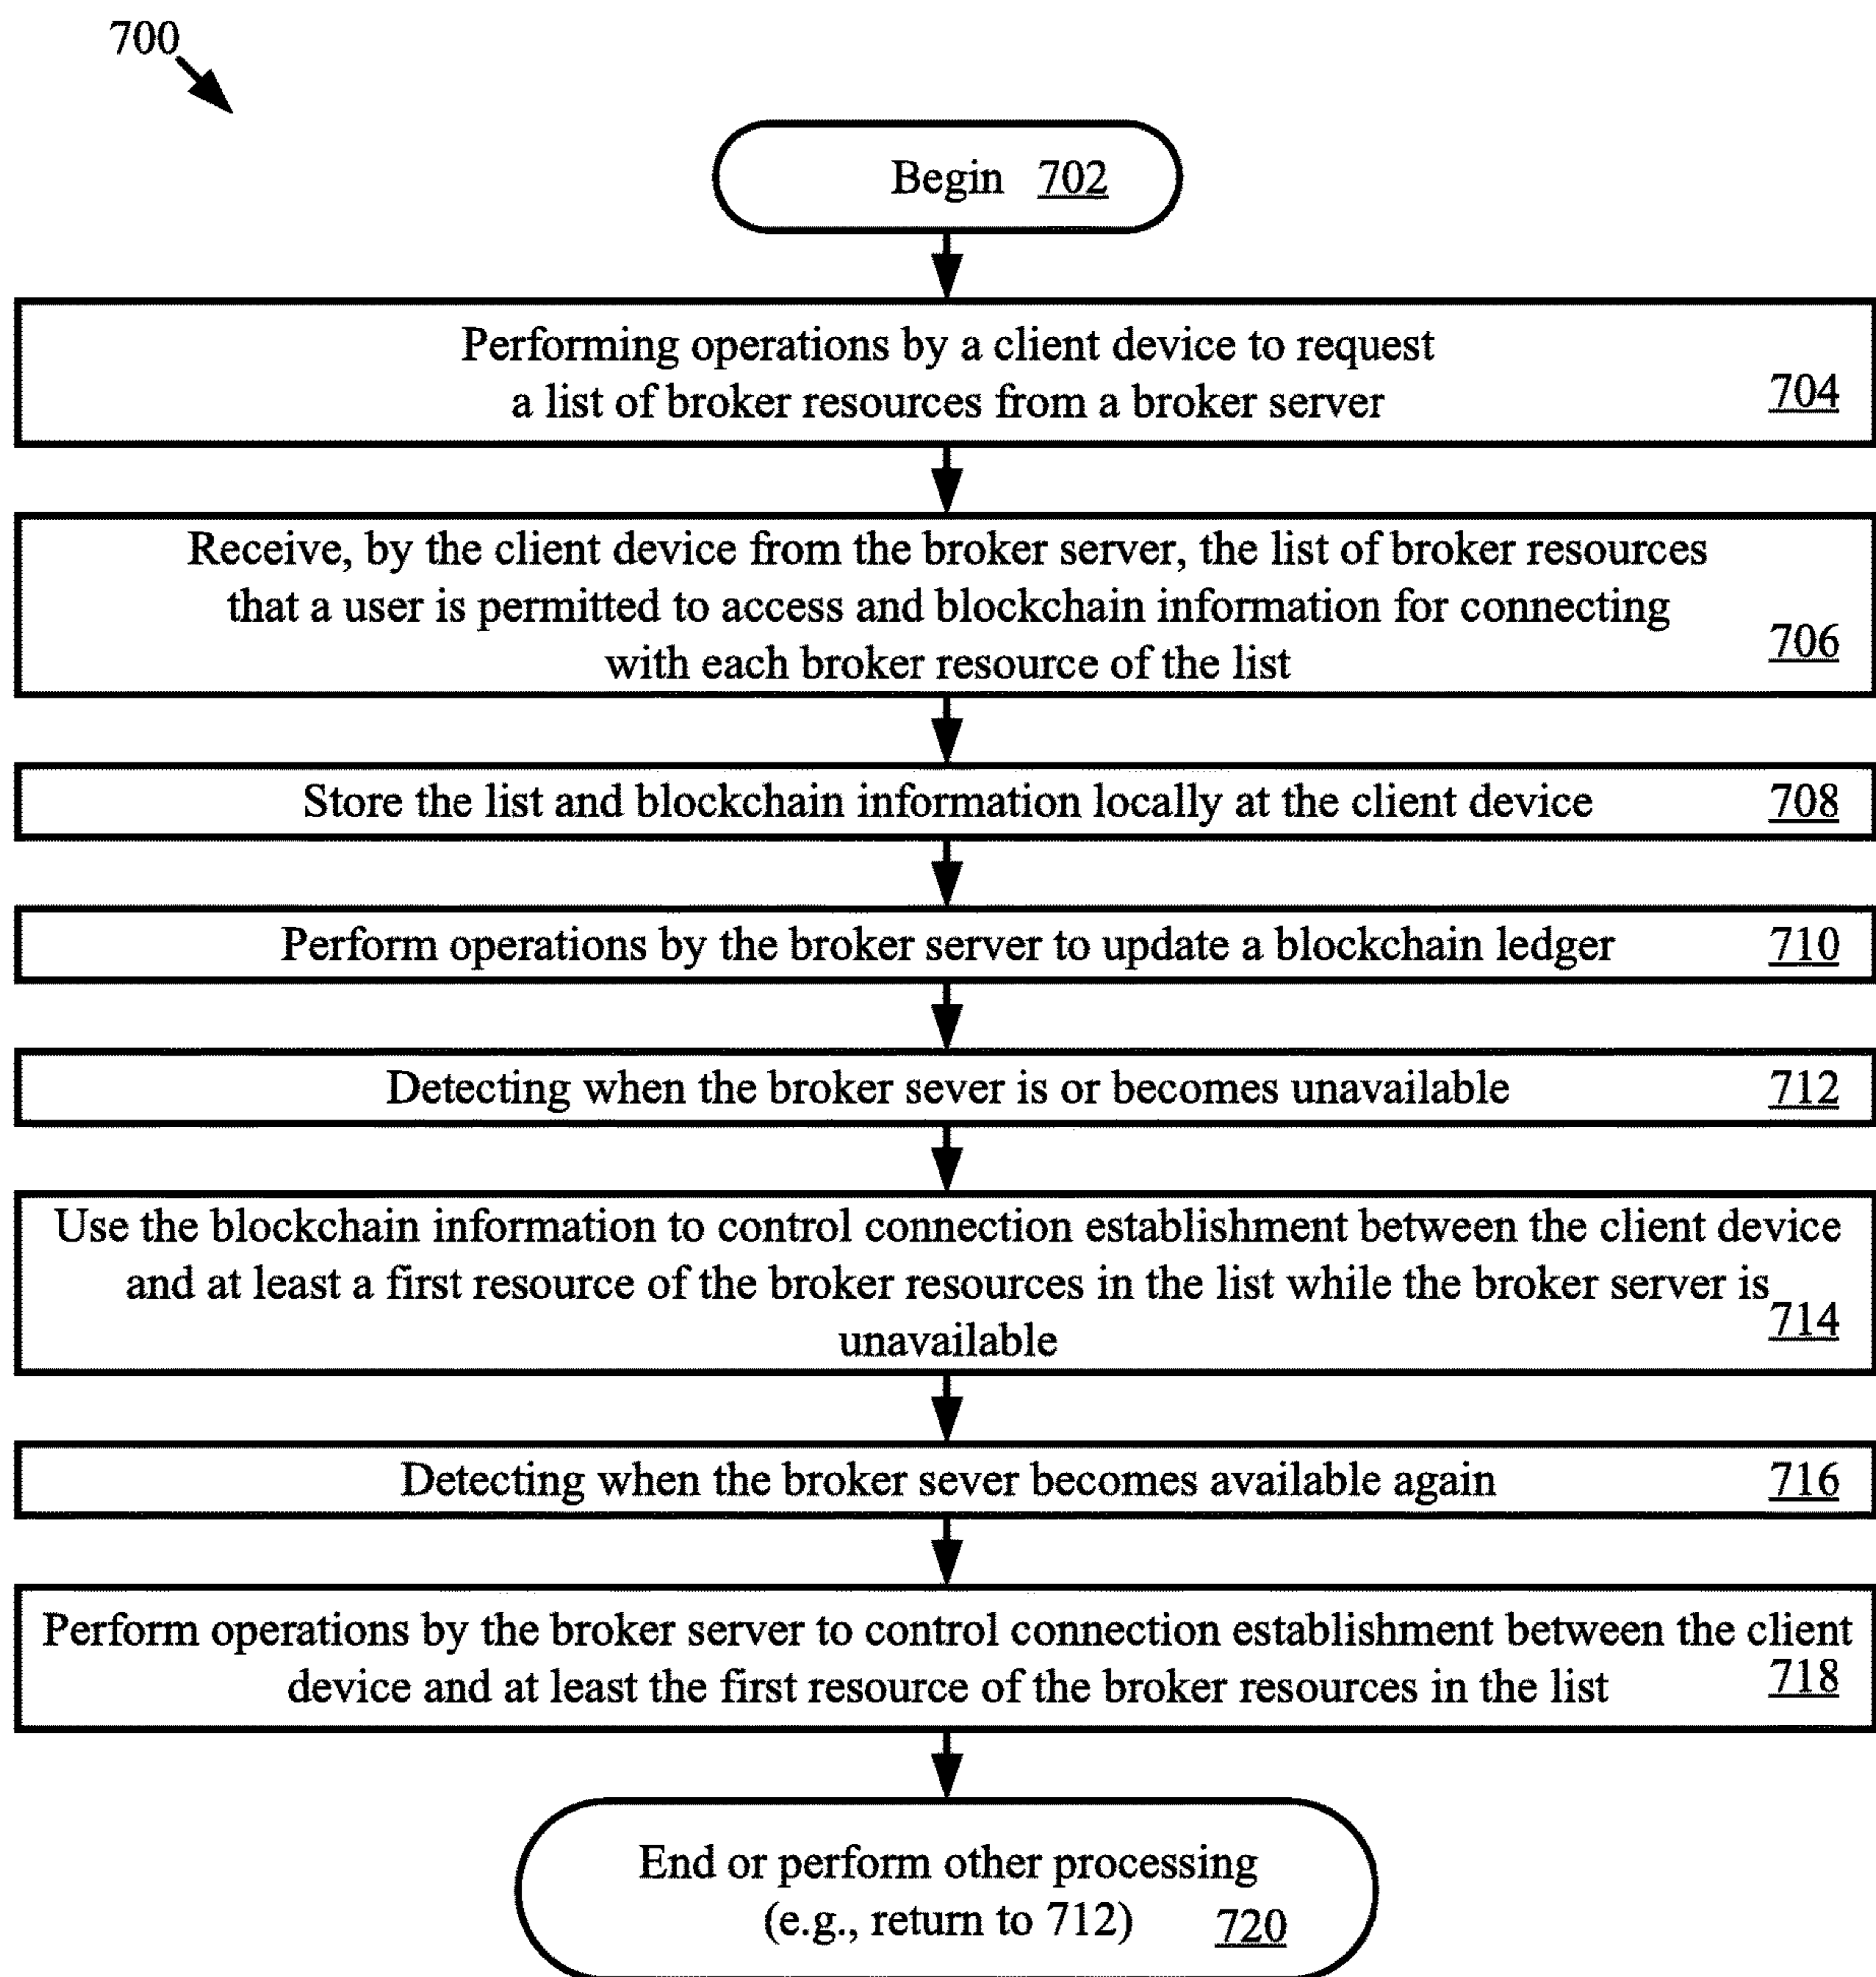 700
Begin 702
Performing operations by a client device to request
a list of broker resources from a broker server
704
Receive, by the client device from the broker server, the list of broker resources
that a user is permitted to access and blockchain information for connecting
with each broker resource of the list
706
Store the list and blockchain information locally at the client device 708
Perform operations by the broker server to update a blockchain ledger 710
Detecting when the broker sever is or becomes unavailable 712
Use the blockchain information to control connection establishment between the client device
and at least a first resource of the broker resources in the list while the broker server is
unavailable
714
Detecting when the broker sever becomes available again 716
Perform operations by the broker server to control connection establishment between the client
device and at least the first resource of the broker resources in the list 718
End or perform other processing
(e.g., return to 712) 720